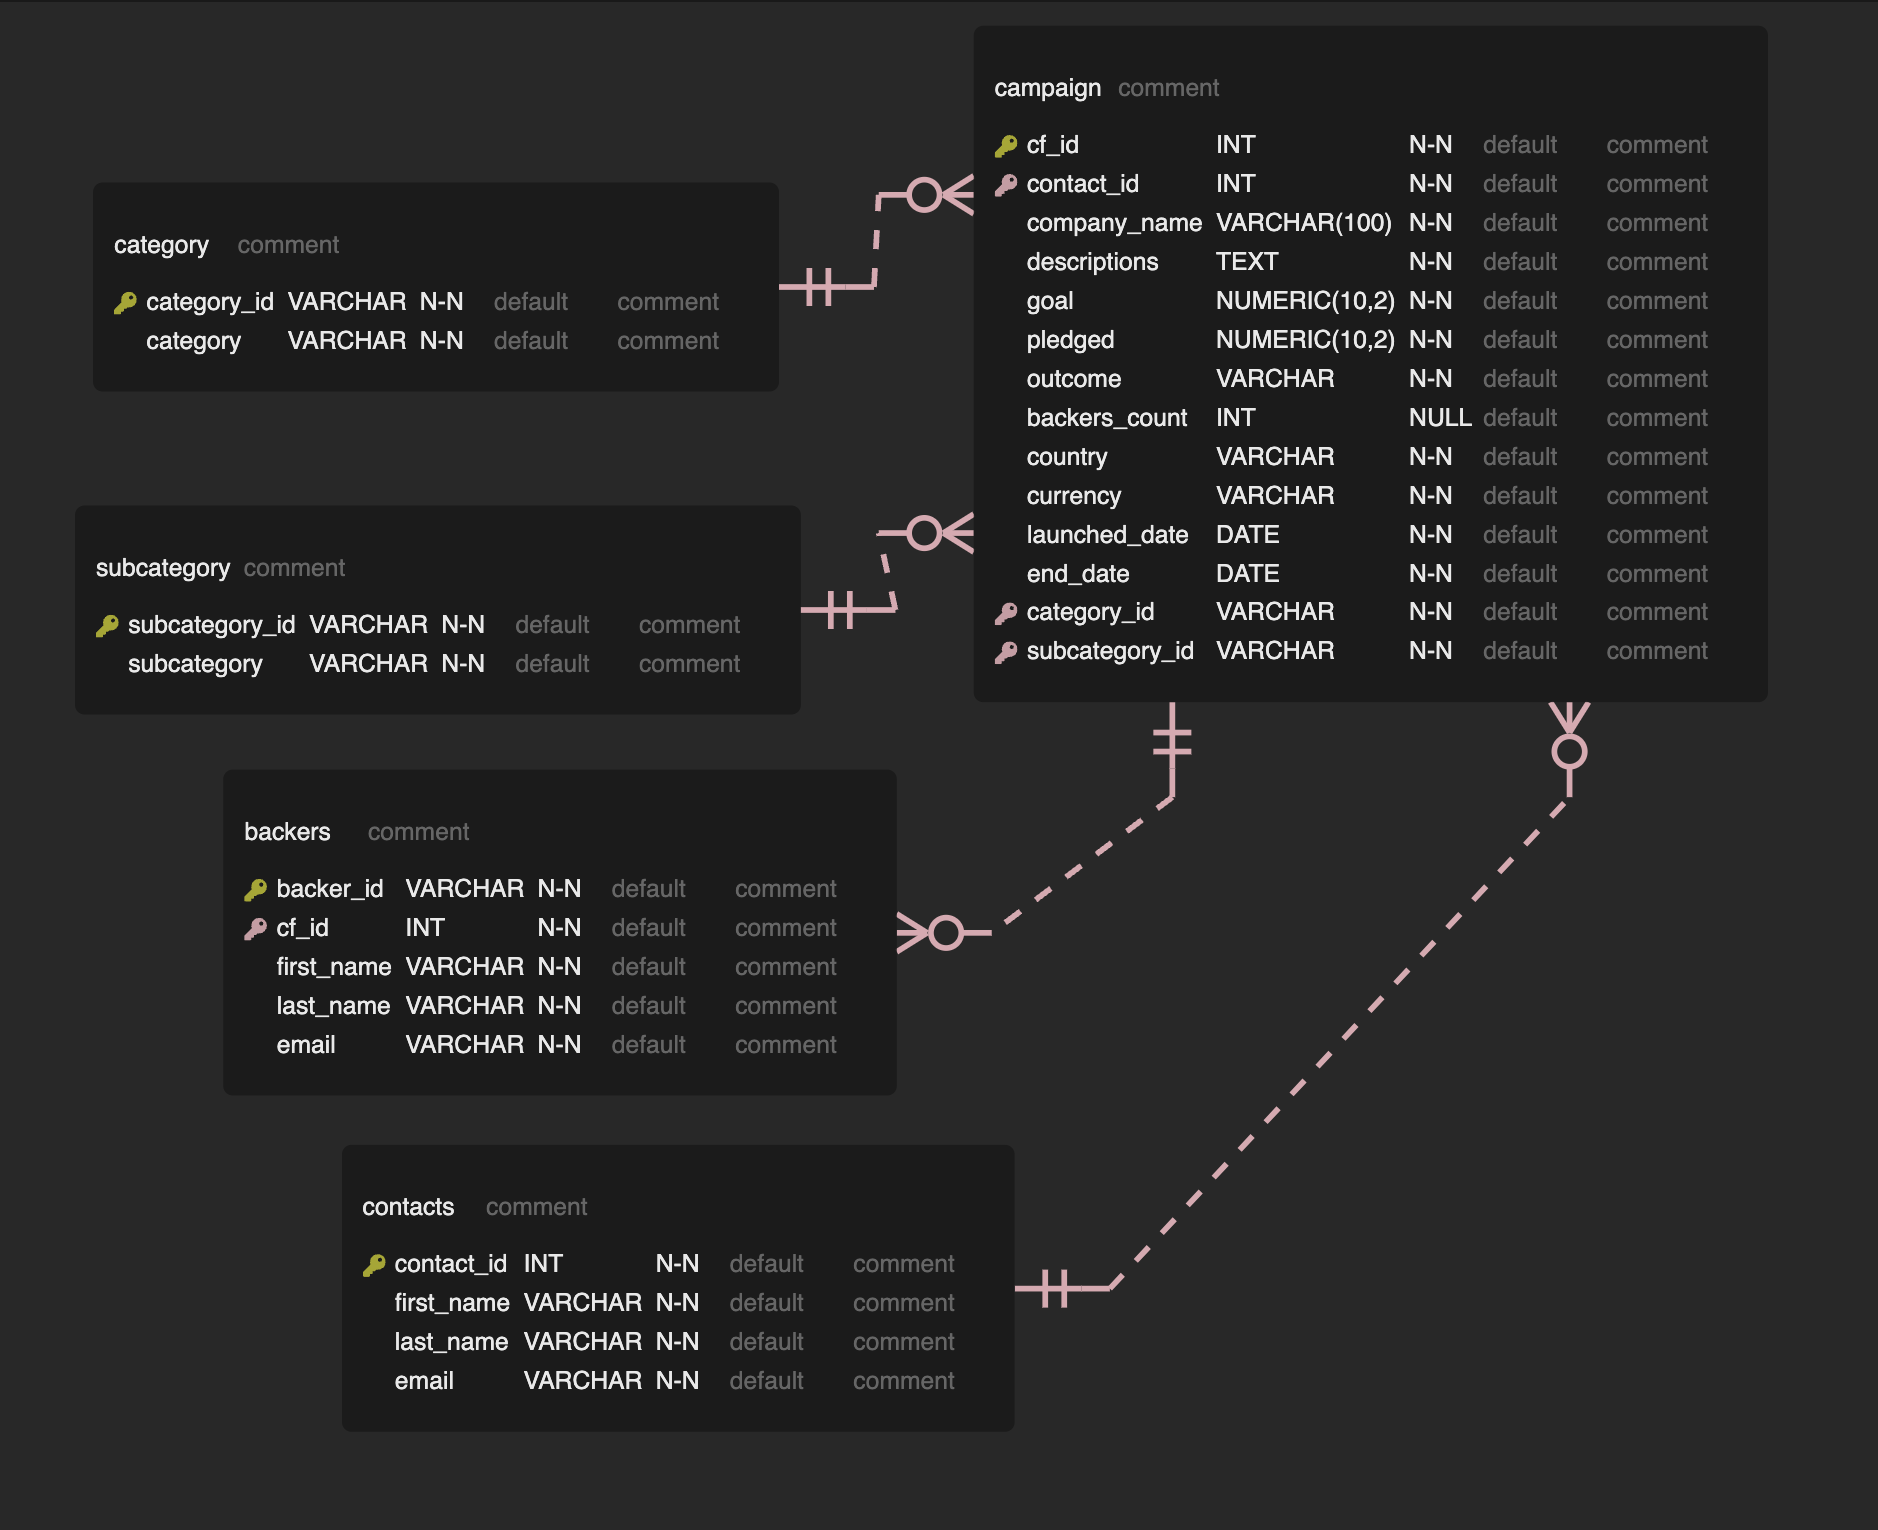 campaign comment
cf_id INT N-N default comment
contact_id INT N-N default comment
company_name VARCHAR(100) N-N default comment
descriptions TEXT N-N default comment
goal NUMERIC(10,2) N-N default comment
pledged NUMERIC(10,2) N-N default comment
outcome VARCHAR N-N default comment
backers_count INT NULL default comment
country VARCHAR N-N default comment
currency VARCHAR N-N default comment
launched_date DATE N-N default comment
end_date DATE N-N default comment
category_id VARCHAR N-N default comment
subcategory_id VARCHAR N-N default comment
category comment
category_id VARCHAR N-N default comment
category VARCHAR N-N default comment
subcategory comment
subcategory_id VARCHAR N-N default comment
subcategory VARCHAR N-N default comment
backers comment
backer_id VARCHAR N-N default comment
cf_id INT N-N default comment
first_name VARCHAR N-N default comment
last_name VARCHAR N-N default comment
email VARCHAR N-N default comment
contacts comment
contact_id INT N-N default comment
first_name VARCHAR N-N default comment
last_name VARCHAR N-N default comment
email VARCHAR N-N default comment